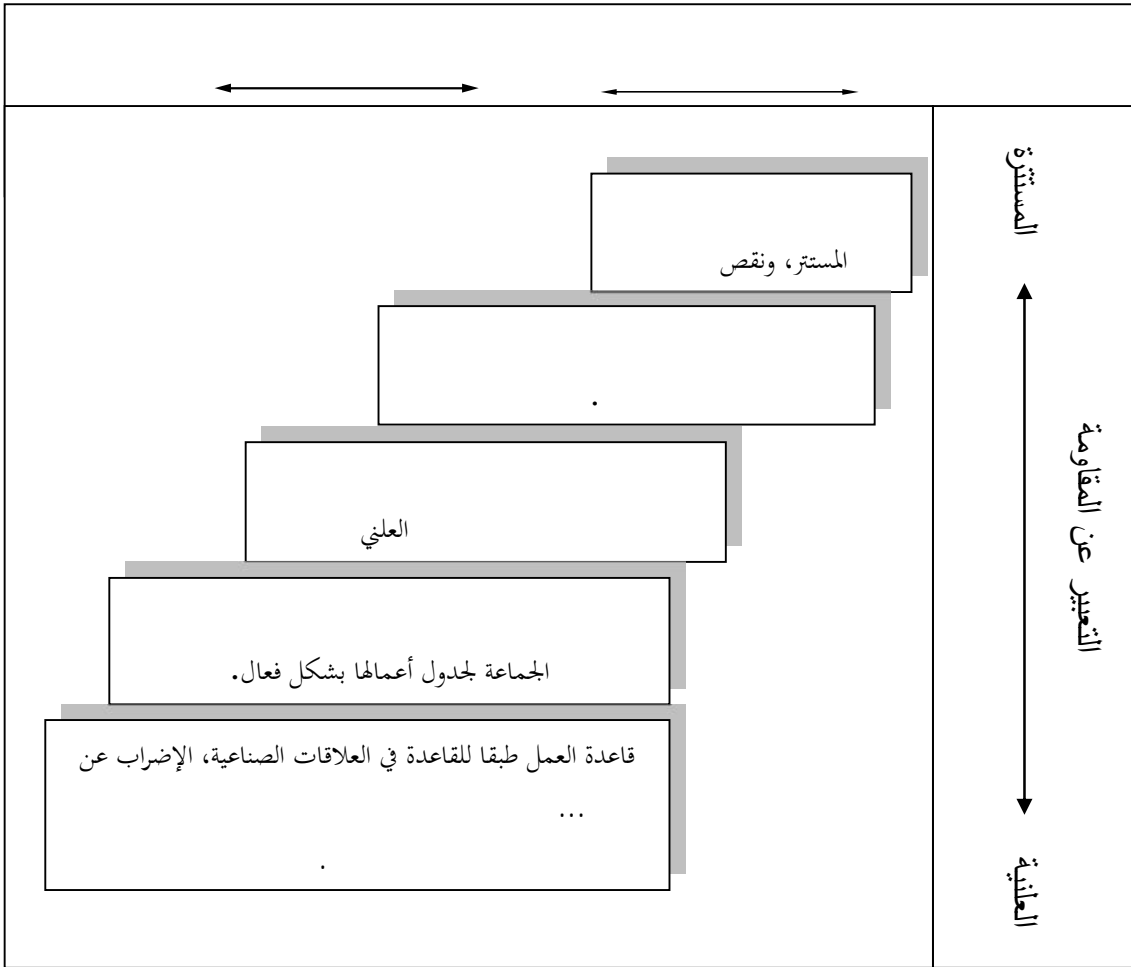 المستترة
التعبير عن المقاومة
العلنية
المستتر، ونقص
.
العلني
الجماعة لجدول أعمالها بشكل فعال.
قاعدة العمل طبقا للقاعدة في العلاقات الصناعية، الإضراب عن
...
.